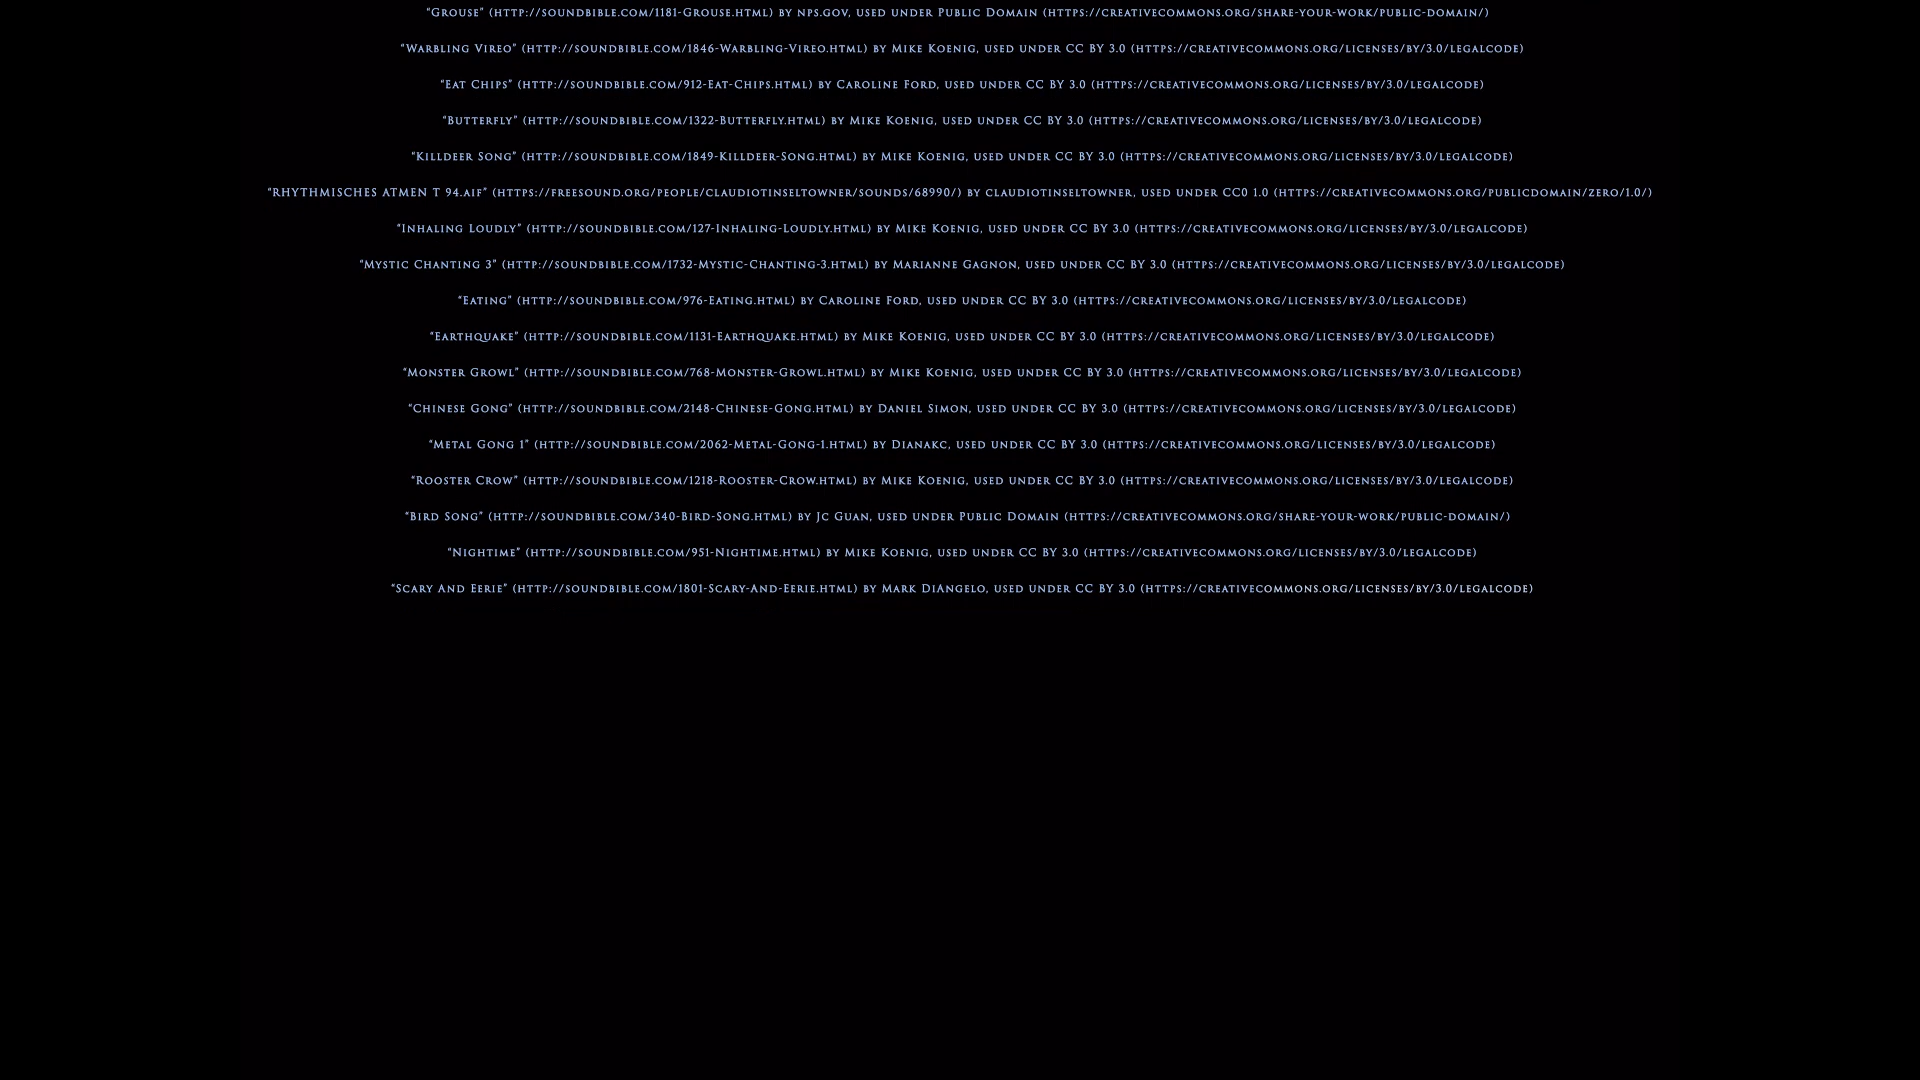 “Grouse” (http://soundbible.com/1181-Grouse.html) by nps.gov, used under Public Domain (https://creativecommons.org/share-your-work/public-domain/)
“Warbling Vireo” (http://soundbible.com/1846-Warbling-Vireo.html) by Mike Koenig, used under CC BY 3.0 (https://creativecommons.org/licenses/by/3.0/legalcode)
“Eat Chips” (http://soundbible.com/912-Eat-Chips.html) by Caroline Ford, used under CC BY 3.0 (https://creativecommons.org/licenses/by/3.0/legalcode)
“Butterfly” (http://soundbible.com/1322-Butterfly.html) by Mike Koenig, used under CC BY 3.0 (https://creativecommons.org/licenses/by/3.0/legalcode)
“Killdeer Song” (http://soundbible.com/1849-Killdeer-Song.html) by Mike Koenig, used under CC BY 3.0 (https://creativecommons.org/licenses/by/3.0/legalcode)
“RHYTHMISCHES ATMEN T 94.aif” (https://freesound.org/people/claudiotinseltowner/sounds/68990/) by claudiotinseltowner, used under CC0 1.0 (https://creativecommons.org/publicdomain/zero/1.0/)
“Inhaling Loudly” (http://soundbible.com/127-Inhaling-Loudly.html) by Mike Koenig, used under CC BY 3.0 (https://creativecommons.org/licenses/by/3.0/legalcode)
“Mystic Chanting 3” (http://soundbible.com/1732-Mystic-Chanting-3.html) by Marianne Gagnon, used under CC BY 3.0 (https://creativecommons.org/licenses/by/3.0/legalcode)
“Eating” (http://soundbible.com/976-Eating.html) by Caroline Ford, used under CC BY 3.0 (https://creativecommons.org/licenses/by/3.0/legalcode)
“Earthquake” (http://soundbible.com/1131-Earthquake.html) by Mike Koenig, used under CC BY 3.0 (https://creativecommons.org/licenses/by/3.0/legalcode)
“Monster Growl” (http://soundbible.com/768-Monster-Growl.html) by Mike Koenig, used under CC BY 3.0 (https://creativecommons.org/licenses/by/3.0/legalcode)
“Chinese Gong” (http://soundbible.com/2148-Chinese-Gong.html) by Daniel Simon, used under CC BY 3.0 (https://creativecommons.org/licenses/by/3.0/legalcode)
“Metal Gong 1” (http://soundbible.com/2062-Metal-Gong-1.html) by Dianakc, used under CC BY 3.0 (https://creativecommons.org/licenses/by/3.0/legalcode)
“Rooster Crow” (http://soundbible.com/1218-Rooster-Crow.html) by Mike Koenig, used under CC BY 3.0 (https://creativecommons.org/licenses/by/3.0/legalcode)
“Bird Song” (http://soundbible.com/340-Bird-Song.html) by Jc Guan, used under Public Domain (https://creativecommons.org/share-your-work/public-domain/)
“Nightime” (http://soundbible.com/951-Nightime.html) by Mike Koenig, used under CC BY 3.0 (https://creativecommons.org/licenses/by/3.0/legalcode)
“Scary And Eerie” (http://soundbible.com/1801-Scary-And-Eerie.html) by Mark DiAngelo, used under CC BY 3.0 (https://creativecommons.org/licenses/by/3.0/legalcode)